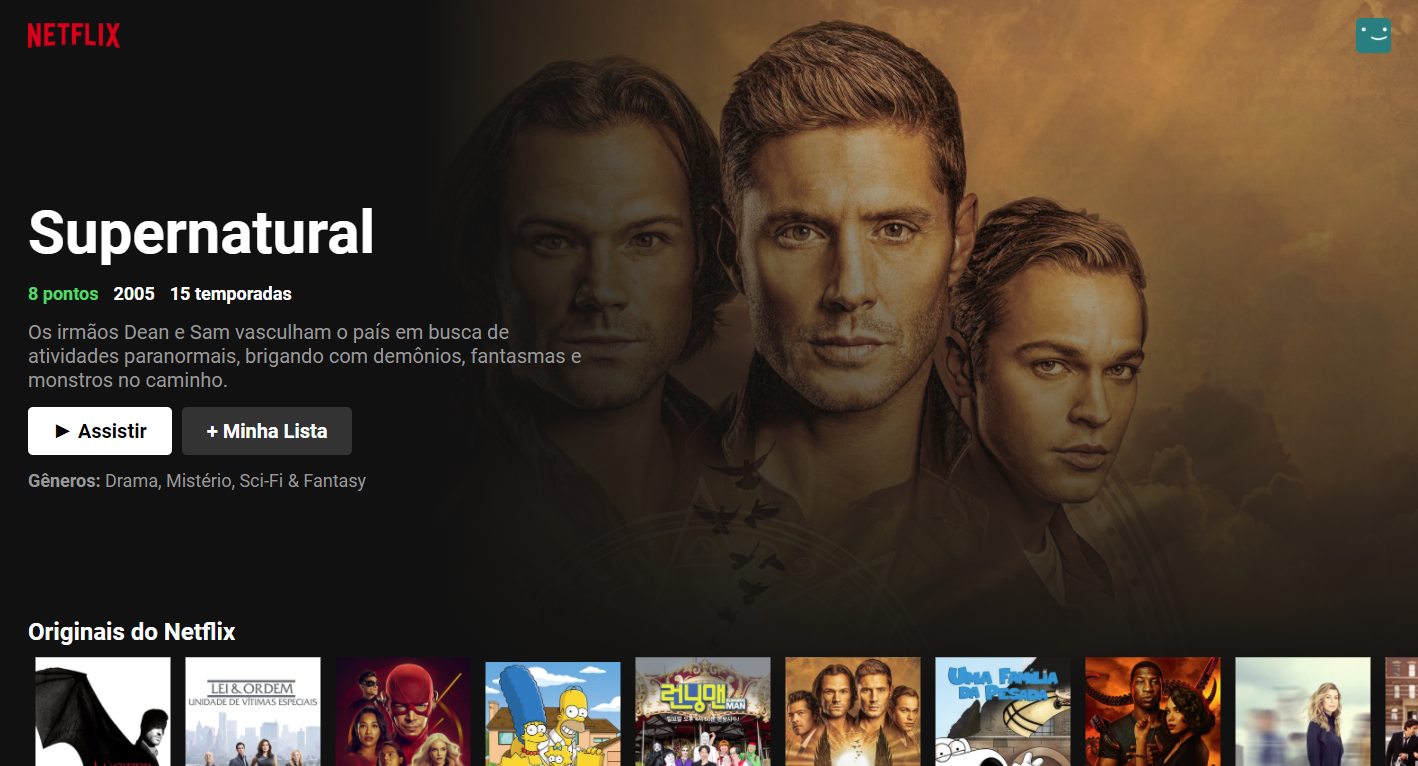 NETFLIX
Supernatural
8 pontos 2005 15 temporadas
Os irmãos Dean e Sam vasculham o país em busca de
atividades paranormais, brigando com demônios, fantasmas e
monstros no caminho.
► Assistir + Minha Lista
Gêneros: Drama, Mistério, Sci-Fi & Fantasy
Originais do Netflix
LEI & ORDEM
UNIDADE DE VÍTIMAS ESPECIAIS
런닝맨
RUNNING MAN
UMA FAMÍLIA
DA PESADA